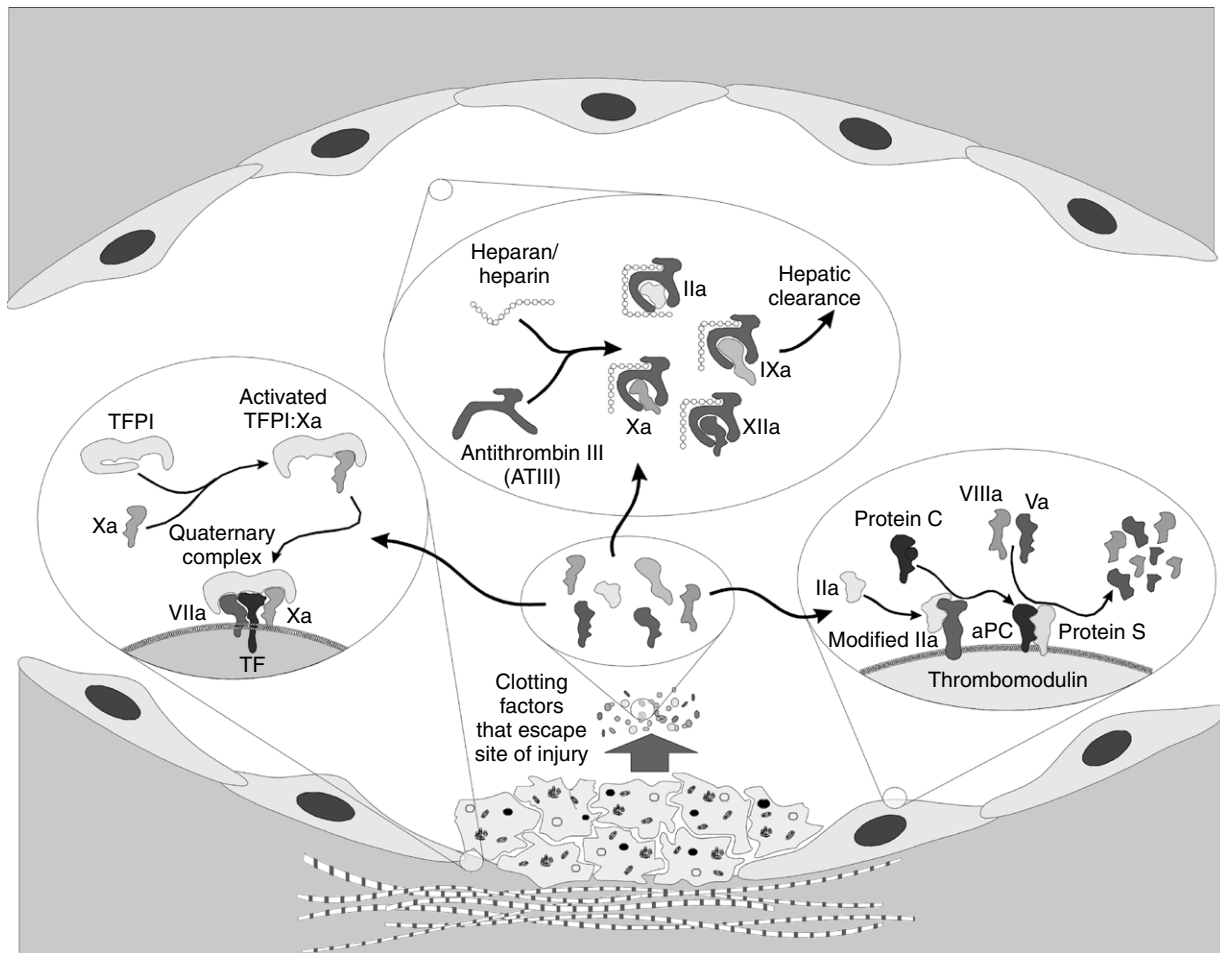 Heparan/
heparin
IIa
Hepatic
clearance
IXa
Xa
XIIa
Antithrombin III
(ATIII)
TFPI
Activated
TFPI:Xa
Xa
Quaternary
complex
VIIa
Xa
TF
VIIIa
Va
Protein C
IIa
Modified IIa
aPC
Protein S
Thrombomodulin
Clotting
factors
that escape
site of injury